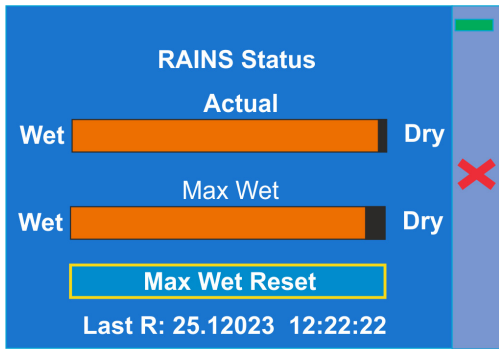 RAINS Status
Actual
Wet Dry
Max Wet
Wet Dry
Max Wet Reset
Last R: 25.12023 12:22:22